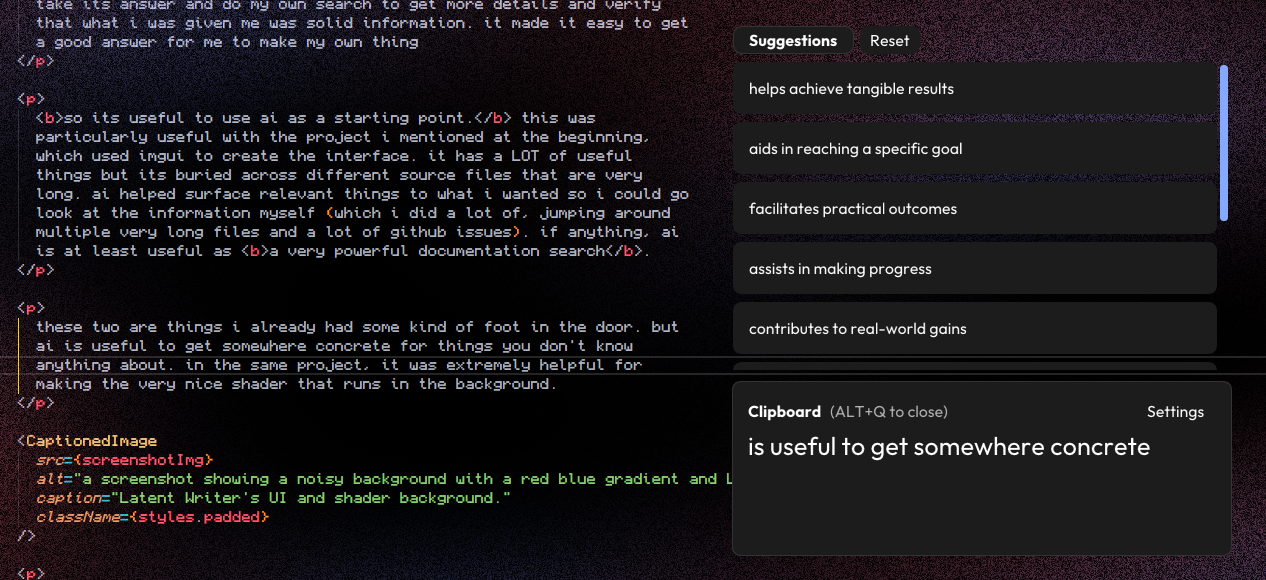 take its answer and do my own search to get more details and verify
that what i was given me was solid information. it made it easy to get
a good answer for me to make my own thing
</p>
<p>
<b>so its useful to use ai as a starting point.</b> this was
particularly useful with the project i mentioned at the beginning,
which used imgui to create the interface. it has a LOT of useful
things but its buried across different source files that are very
long. ai helped surface relevant things to what i wanted so i could go
look at the information myself (which i did a lot of, jumping around
multiple very long files and a lot of github issues). if anything, ai
is at least useful as <b>a very powerful documentation search</b>.
</p>
<p>
these two are things i already had some kind of foot in the door. but
ai is useful to get somewhere concrete for things you don't know
anything about. in the same project, it was extremely helpful for
making the very nice shader that runs in the background.
</p>
<CaptionedImage
src={screenshotImg}
alt="a screenshot showing a noisy background with a red blue gradient and L
caption="Latent Writer's UI and shader background."
className={styles.padded}
/>
<p>
Suggestions Reset
helps achieve tangible results
aids in reaching a specific goal
facilitates practical outcomes
assists in making progress
contributes to real-world gains
Clipboard (ALT+Q to close) Settings
is useful to get somewhere concrete